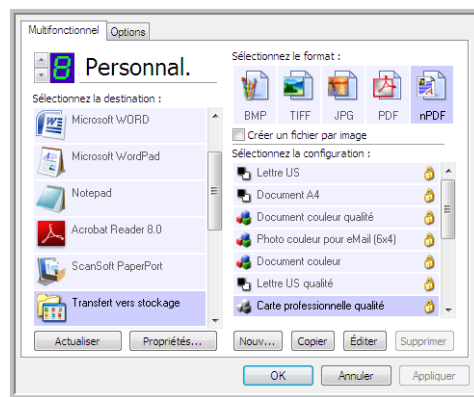 Multifonctionnel Options
8 Personnal.
Sélectionnez la destination :
Microsoft WORD
Microsoft WordPad
Notepad
Acrobat Reader 8.0
ScanSoft PaperPort
Transfert vers stockage
Actualiser Propriétés...
Sélectionnez le format :
BMP TIFF JPG PDF nPDF
Créer un fichier par image
Sélectionnez la configuration :
Lettre US
Document A4
Document couleur qualité
Photo couleur pour eMail (6x4)
Document couleur
Lettre US qualité
Carte professionnelle qualité
Nouv... Copier Éditer Supprimer
OK Annuler Appliquer